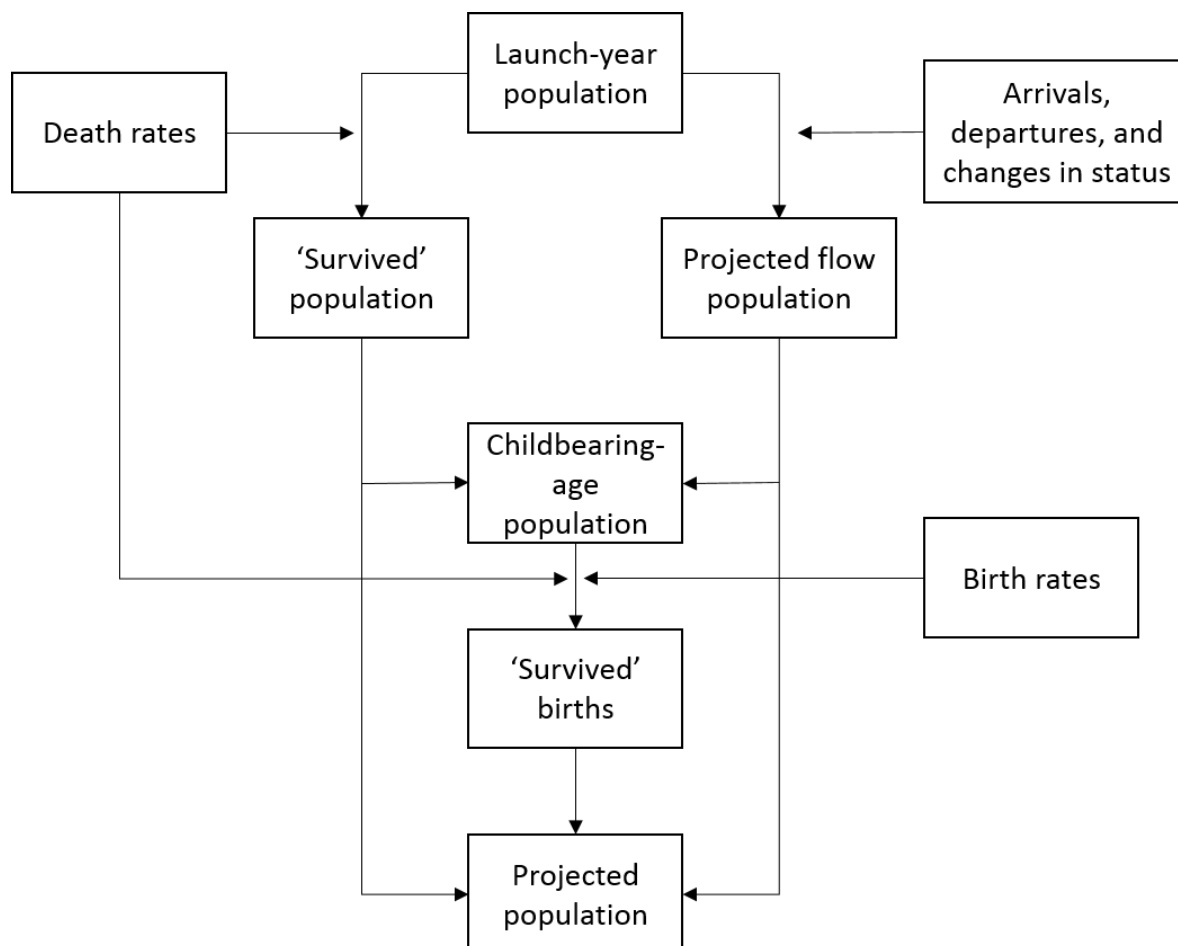 Launch-year
population
Death rates
Arrivals,
departures, and
changes in status
‘Survived’
population
Projected flow
population
Childbearing-
age
population
Birth rates
‘Survived’
births
Projected
population